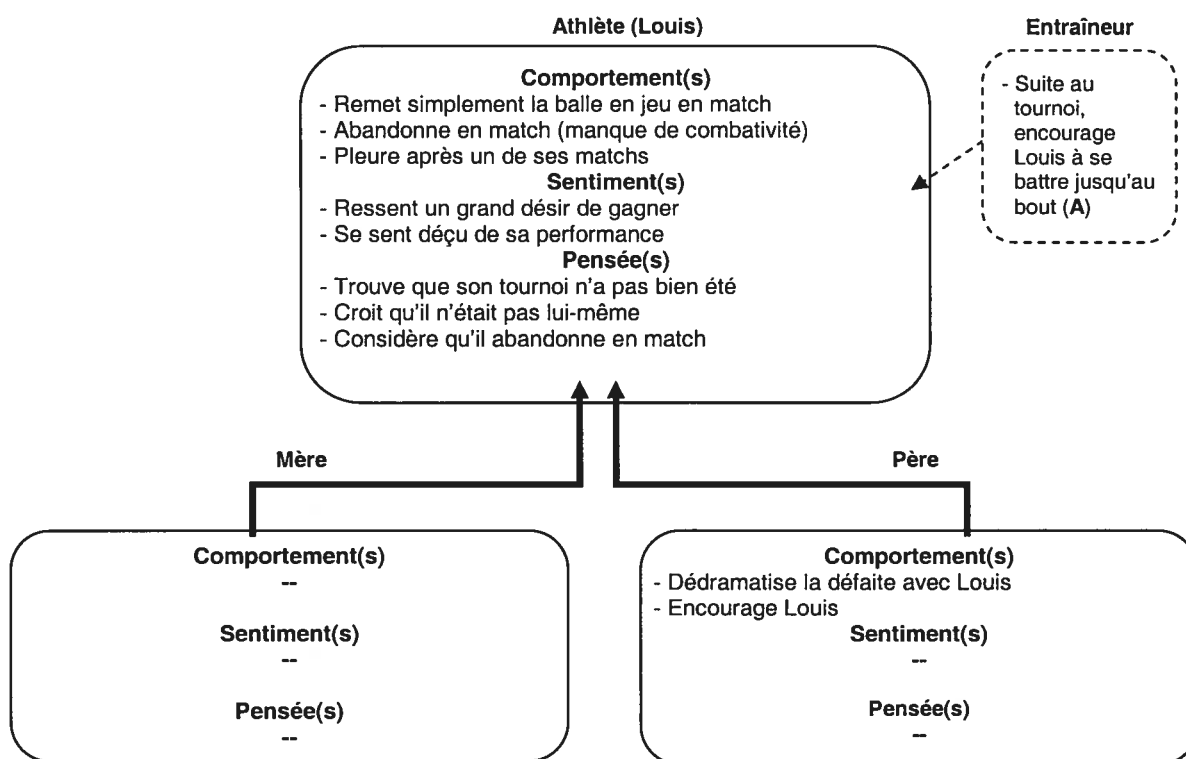 Athlète (Louis)
Comportement(s)
- Remet simplement la balle en jeu en match
- Abandonne en match (manque de combativité)
- Pleure après un de ses matchs
Sentiment(s)
- Ressent un grand désir de gagner
- Se sent déçu de sa performance
Pensée(s)
- Trouve que son tournoi n'a pas bien été
- Croit qu'il n'était pas lui-même
- Considère qu'il abandonne en match
Entraîneur
- Suite au
tournoi,
encourage
Louis à se
battre jusqu'au
bout (A)
Mère
Comportement(s)
--
Sentiment(s)
--
Pensée(s)
--
Père
Comportement(s)
- Dédramatise la défaite avec Louis
- Encourage Louis
Sentiment(s)
--
Pensée(s)
--